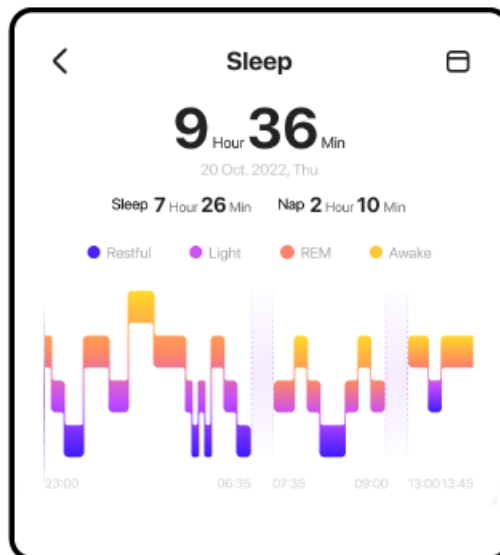 Sleep
9 Hour 36 Min
20 Oct. 2022, Thu
Sleep 7 Hour 26 Min Nap 2 Hour 10 Min
Restful Light REM Awake
23:00 06:35 07:35 09:00 13:00 13:45